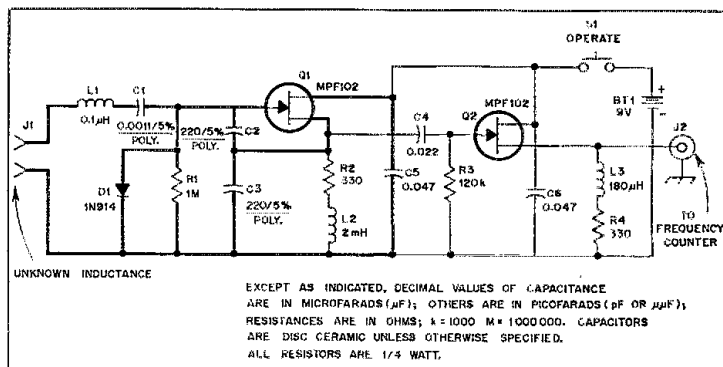 S1
OPERATE
Q1
MPF102
L1
0.1µH
C1
0.0011/5%
POLY.
J1
220/5%
POLY.
C2
C4
0.022
Q2
MPF102
+
BT1
9V
-
J2
D1
1N914
R1
1M
C3
220/5%
POLY.
R2
330
L2
2mH
C5
0.047
R3
120k
C6
0.047
L3
180µH
R4
330
TO
FREQUENCY
COUNTER
UNKNOWN INDUCTANCE
EXCEPT AS INDICATED, DECIMAL VALUES OF CAPACITANCE
ARE IN MICROFARADS (µF); OTHERS ARE IN PICOFARADS (pF OR µµF);
RESISTANCES ARE IN OHMS; k=1000 M=1000000. CAPACITORS
ARE DISC CERAMIC UNLESS OTHERWISE SPECIFIED.
ALL RESISTORS ARE 1/4 WATT.